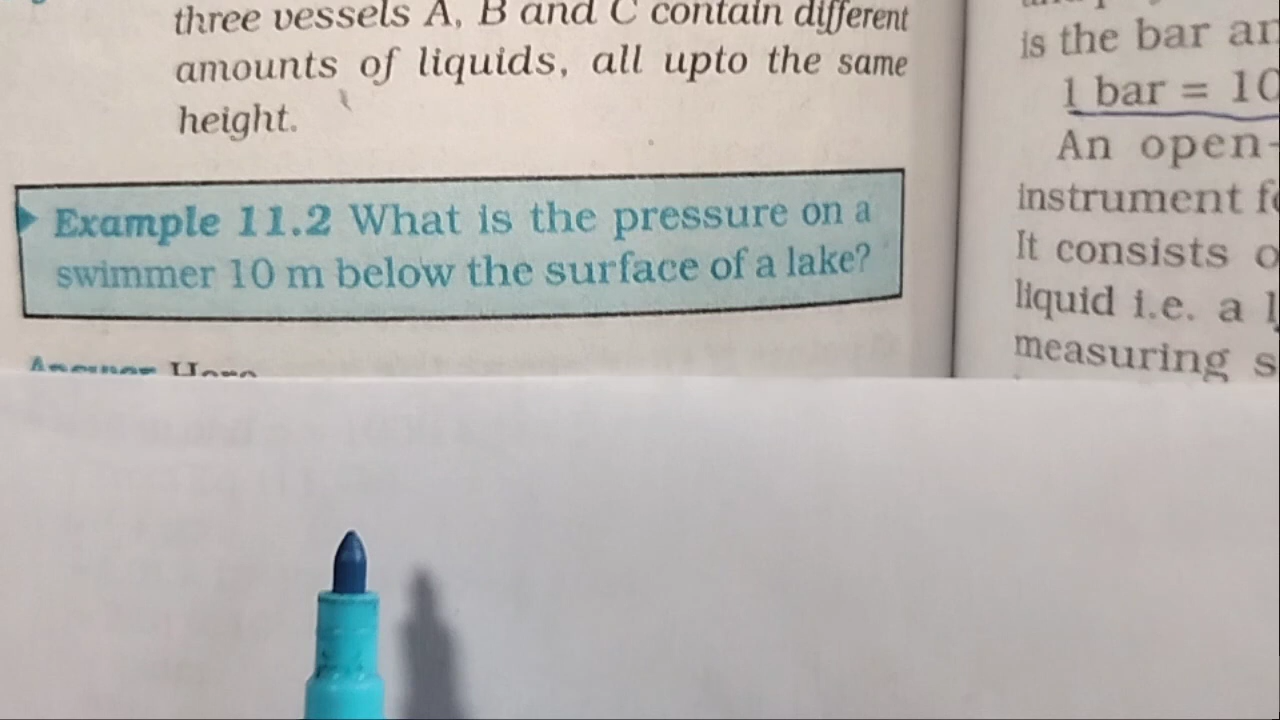 three vessels A, B and C contain different
amounts of liquids, all upto the same
height.
Example 11.2 What is the pressure on a
swimmer 10 m below the surface of a lake?
Answer Here
is the bar an
1 bar = 10
An open-
instrument fo
It consists o
liquid i.e. a l
measuring s